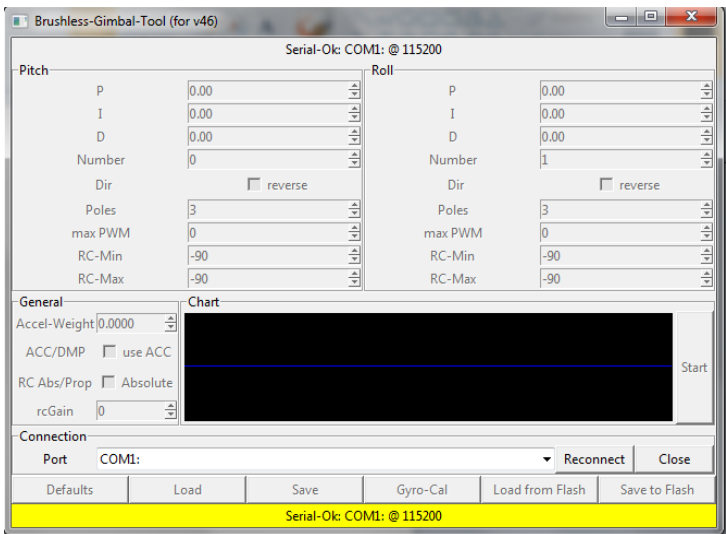 Brushless-Gimbal-Tool (for v46)
Serial-Ok: COM1: @ 115200
Pitch
P 0.00
I 0.00
D 0.00
Number 0
Dir reverse
Poles 3
max PWM 0
RC-Min -90
RC-Max -90
Roll
P 0.00
I 0.00
D 0.00
Number 1
Dir reverse
Poles 3
max PWM 0
RC-Min -90
RC-Max -90
General
Accel-Weight 0.0000
ACC/DMP use ACC
RC Abs/Prop Absolute
rcGain 0
Chart
Start
Connection
Port COM1: Reconnect Close
Defaults Load Save Gyro-Cal Load from Flash Save to Flash
Serial-Ok: COM1: @ 115200